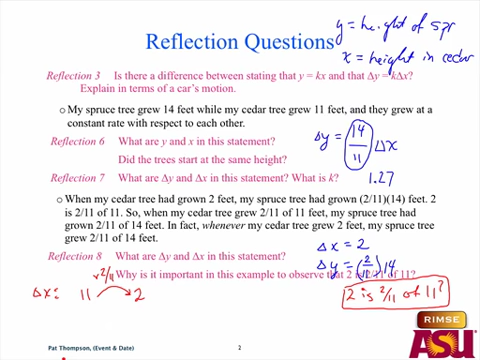 y = height of spr
Reflection Questions
x = height in cedar
Reflection 3 Is there a difference between stating that y = kx and that Δy = kΔx?
Explain in terms of a car's motion.
• My spruce tree grew 14 feet while my cedar tree grew 11 feet, and they grew at a
constant rate with respect to each other.
Δy = 14/11 Δx
Reflection 6 What are y and x in this statement?
Did the trees start at the same height?
Reflection 7 What are Δy and Δx in this statement? What is k?
1.27
• When my cedar tree had grown 2 feet, my spruce tree had grown (2/11)(14) feet. 2
is 2/11 of 11. So, when my cedar tree grew 2/11 of 11 feet, my spruce tree had
grown 2/11 of 14 feet. In fact, whenever my cedar tree grew 2 feet, my spruce tree
grew 2/11 of 14 feet.
Δx = 2
Reflection 8 What are Δy and Δx in this statement?
Δy = (2/11) 14
Why is it important in this example to observe that 2 is 2/11 of 11?
x 2/11
Δx: 11 2
2 is 2/11 of 11?
RIMSE
ASU
Pat Thompson, (Event & Date)
2